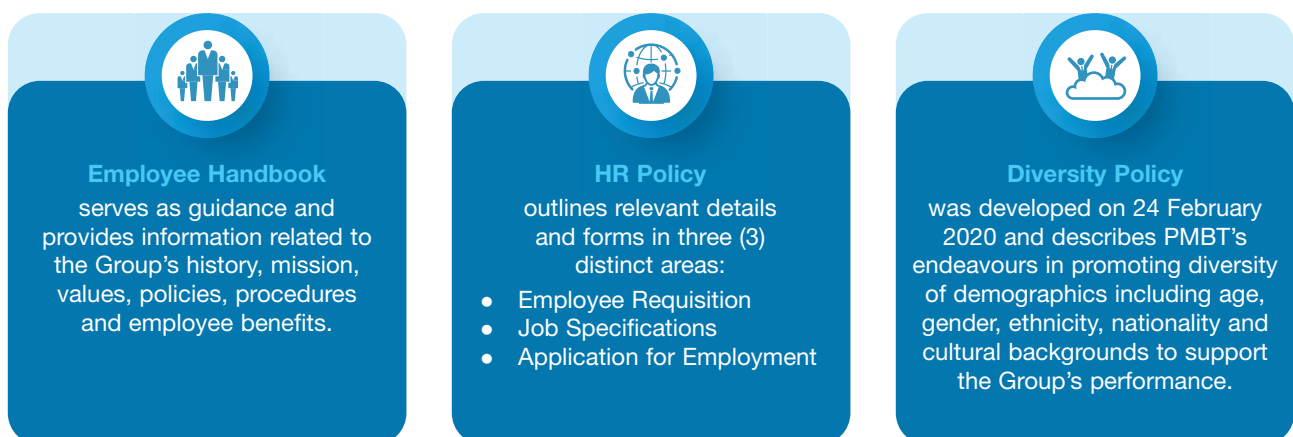 Employee Handbook
serves as guidance and
provides information related to
the Group’s history, mission,
values, policies, procedures
and employee benefits.
HR Policy
outlines relevant details
and forms in three (3)
distinct areas:
● Employee Requisition
● Job Specifications
● Application for Employment
Diversity Policy
was developed on 24 February
2020 and describes PMBT’s
endeavours in promoting diversity
of demographics including age,
gender, ethnicity, nationality and
cultural backgrounds to support
the Group’s performance.